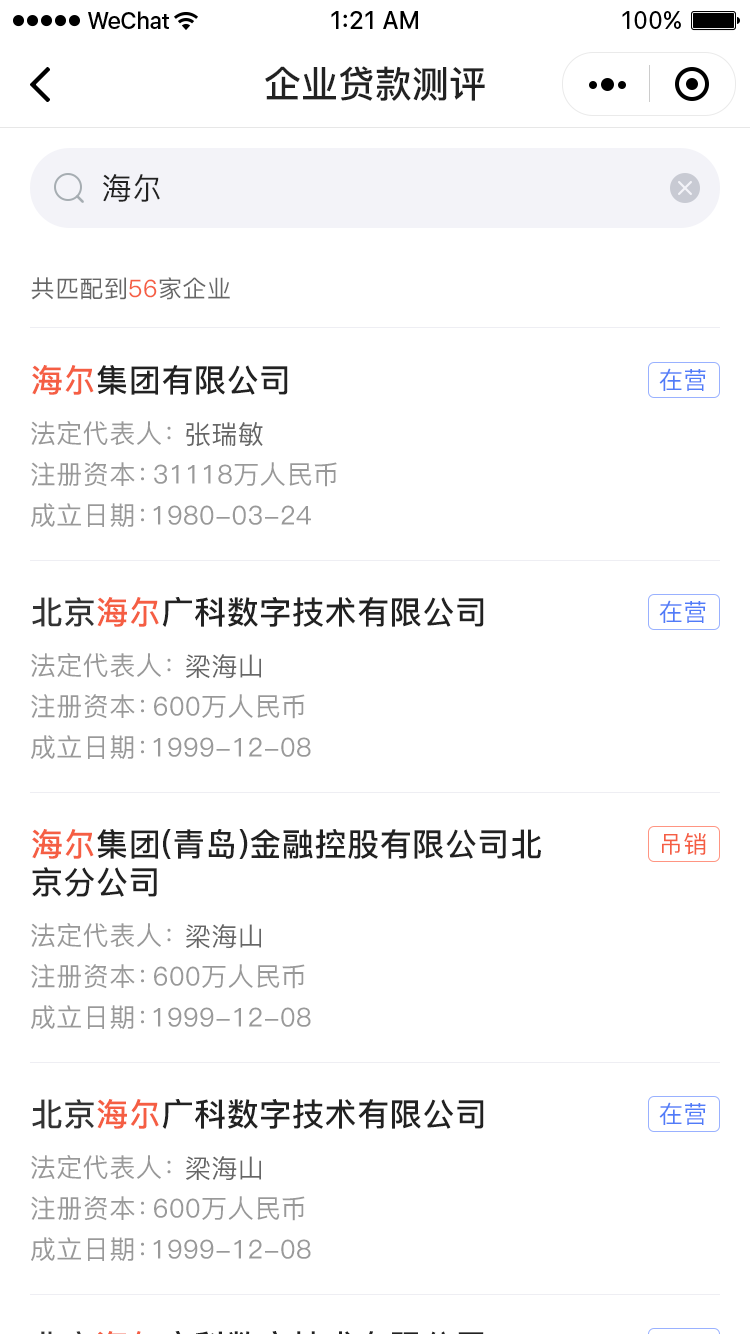 WeChat 1:21 AM 100%
企业贷款测评
海尔
共匹配到56家企业
海尔集团有限公司 在营
法定代表人：张瑞敏
注册资本：31118万人民币
成立日期：1980-03-24
北京海尔广科数字技术有限公司 在营
法定代表人：梁海山
注册资本：600万人民币
成立日期：1999-12-08
海尔集团(青岛)金融控股有限公司北 吊销
京分公司
法定代表人：梁海山
注册资本：600万人民币
成立日期：1999-12-08
北京海尔广科数字技术有限公司 在营
法定代表人：梁海山
注册资本：600万人民币
成立日期：1999-12-08